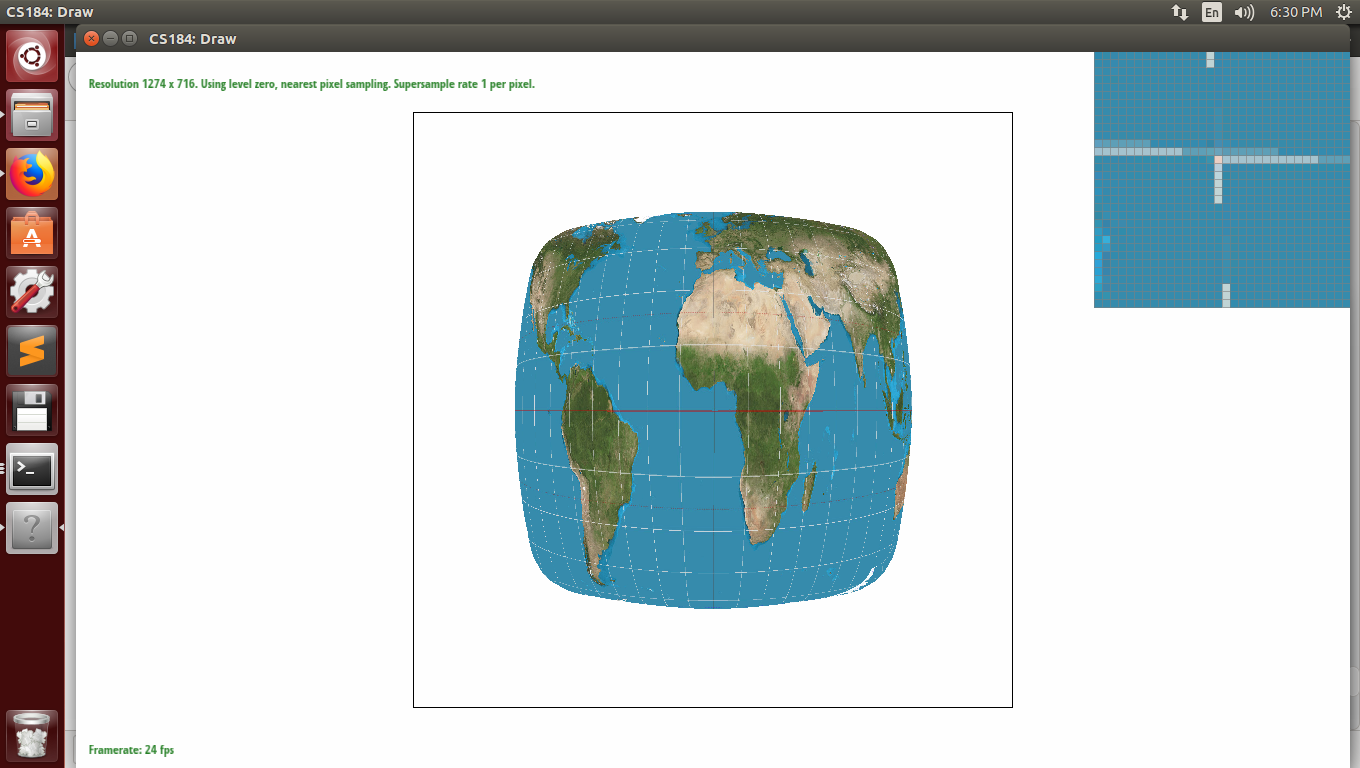 CS184: Draw
En
6:30 PM
CS184: Draw
Resolution 1274 x 716. Using level zero, nearest pixel sampling. Supersample rate 1 per pixel.
Framerate: 24 fps